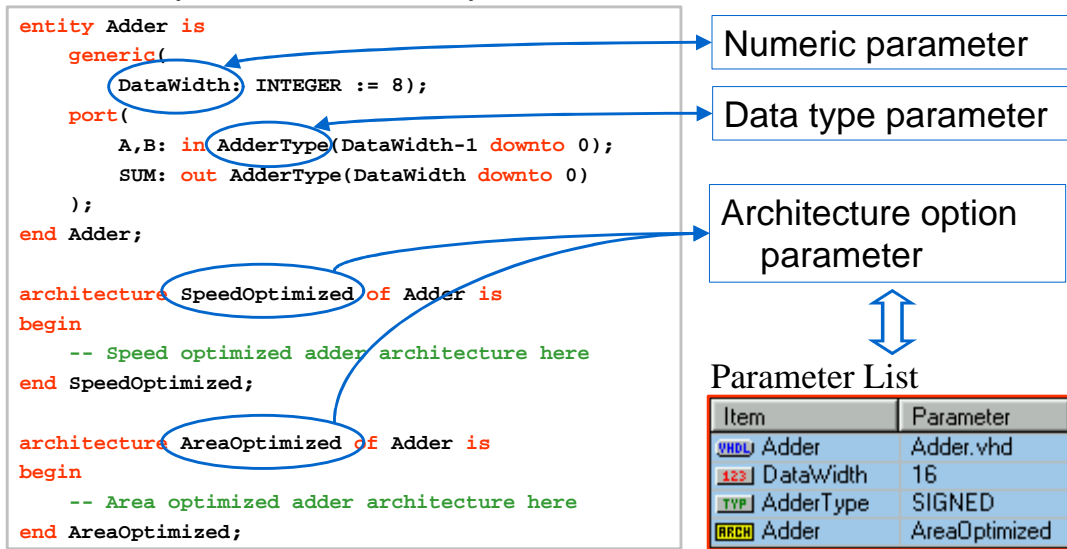 entity Adder is
generic(
DataWidth: INTEGER := 8);
port(
A,B: in AdderType(DataWidth-1 downto 0);
SUM: out AdderType(DataWidth downto 0)
);
end Adder;
architecture SpeedOptimized of Adder is
begin
-- Speed optimized adder architecture here
end SpeedOptimized;
architecture AreaOptimized of Adder is
begin
-- Area optimized adder architecture here
end AreaOptimized;
Numeric parameter
Data type parameter
Architecture option
parameter
Parameter List
Item Parameter
VHDL Adder Adder.vhd
123 DataWidth 16
TYP AdderType SIGNED
ARCH Adder AreaOptimized